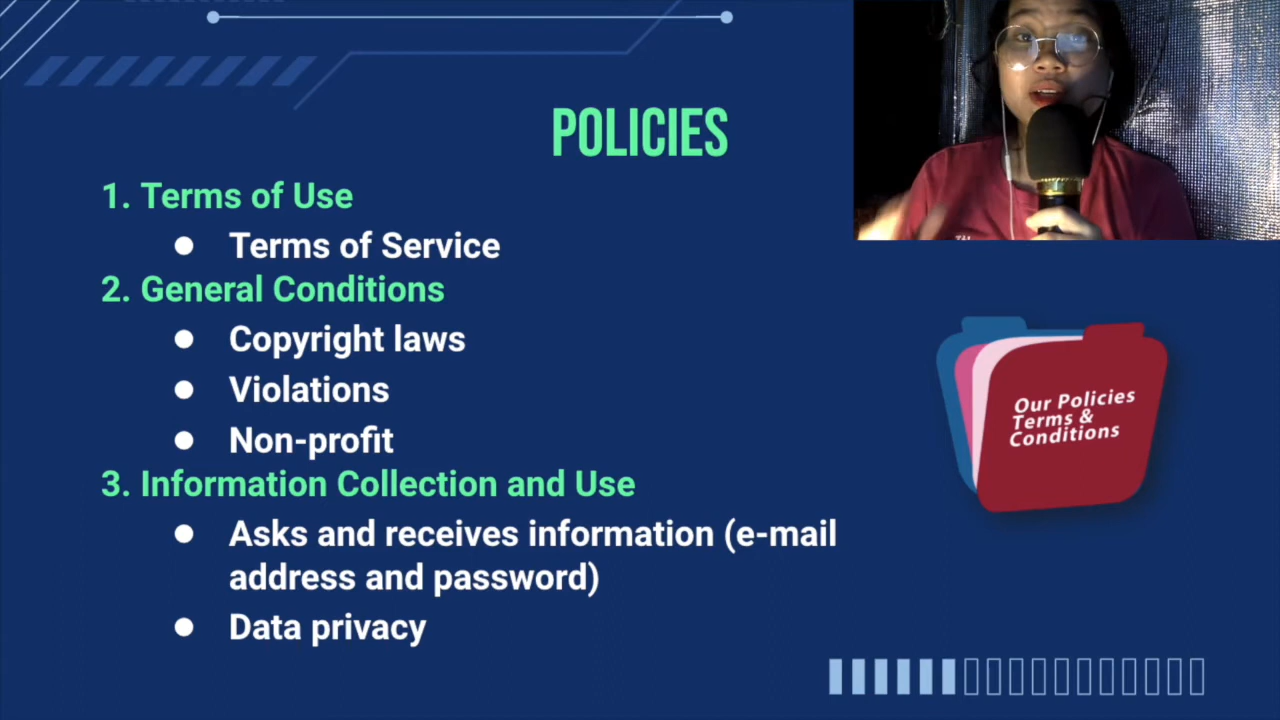 POLICIES
1. Terms of Use
● Terms of Service
2. General Conditions
● Copyright laws
● Violations
● Non-profit
3. Information Collection and Use
● Asks and receives information (e-mail
address and password)
● Data privacy
Our Policies
Terms &
Conditions